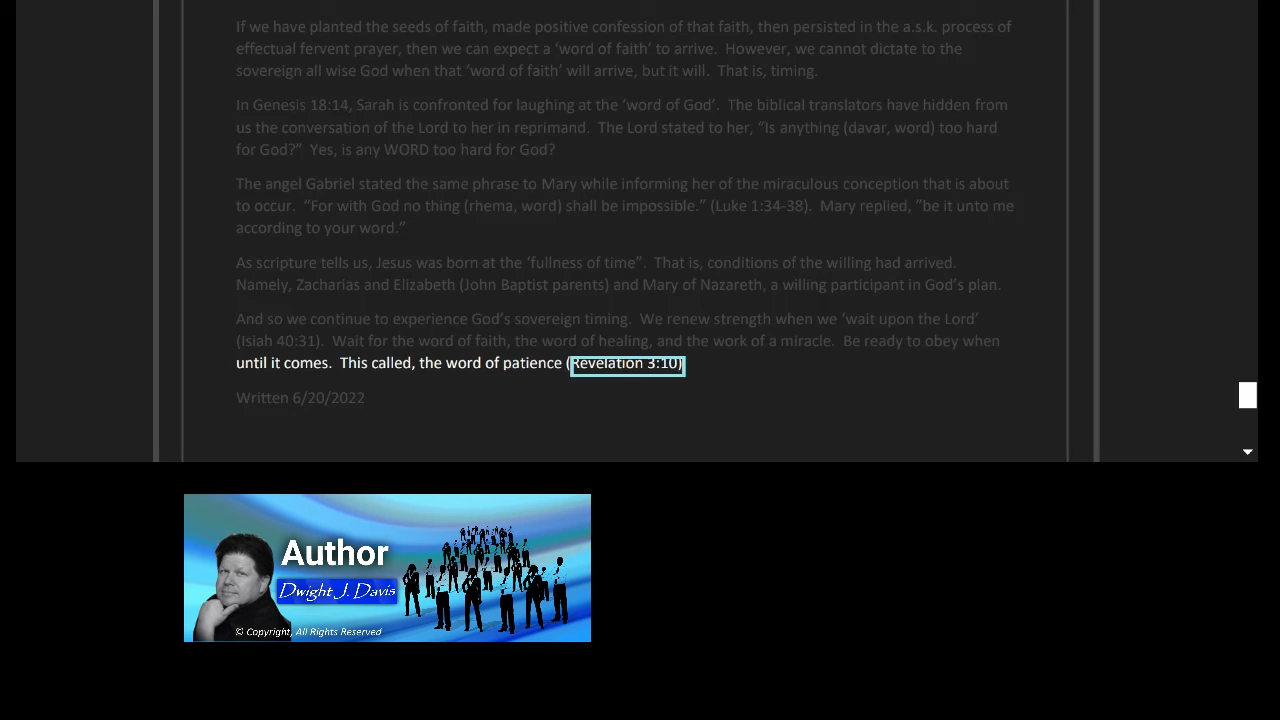 If we have planted the seeds of faith, made positive confession of that faith, then persisted in the a.s.k. process of
effectual fervent prayer, then we can expect a ‘word of faith’ to arrive.  However, we cannot dictate to the
sovereign all wise God when that ‘word of faith’ will arrive, but it will.  That is, timing.
In Genesis 18:14, Sarah is confronted for laughing at the ‘word of God’.  The biblical translators have hidden from
us the conversation of the Lord to her in reprimand.  The Lord stated to her, “Is anything (davar, word) too hard
for God?”  Yes, is any WORD too hard for God?
The angel Gabriel stated the same phrase to Mary while informing her of the miraculous conception that is about
to occur.  “For with God no thing (rhema, word) shall be impossible.” (Luke 1:34-38).  Mary replied, ”be it unto me
according to your word.”
As scripture tells us, Jesus was born at the ‘fullness of time”.  That is, conditions of the willing had arrived.
Namely, Zacharias and Elizabeth (John Baptist parents) and Mary of Nazareth, a willing participant in God’s plan.
And so we continue to experience God’s sovereign timing.  We renew strength when we ‘wait upon the Lord’
(Isiah 40:31).  Wait for the word of faith, the word of healing, and the work of a miracle.  Be ready to obey when
until it comes.  This called, the word of patience (Revelation 3:10)
Written 6/20/2022
Author
Dwight J. Davis
© Copyright, All Rights Reserved